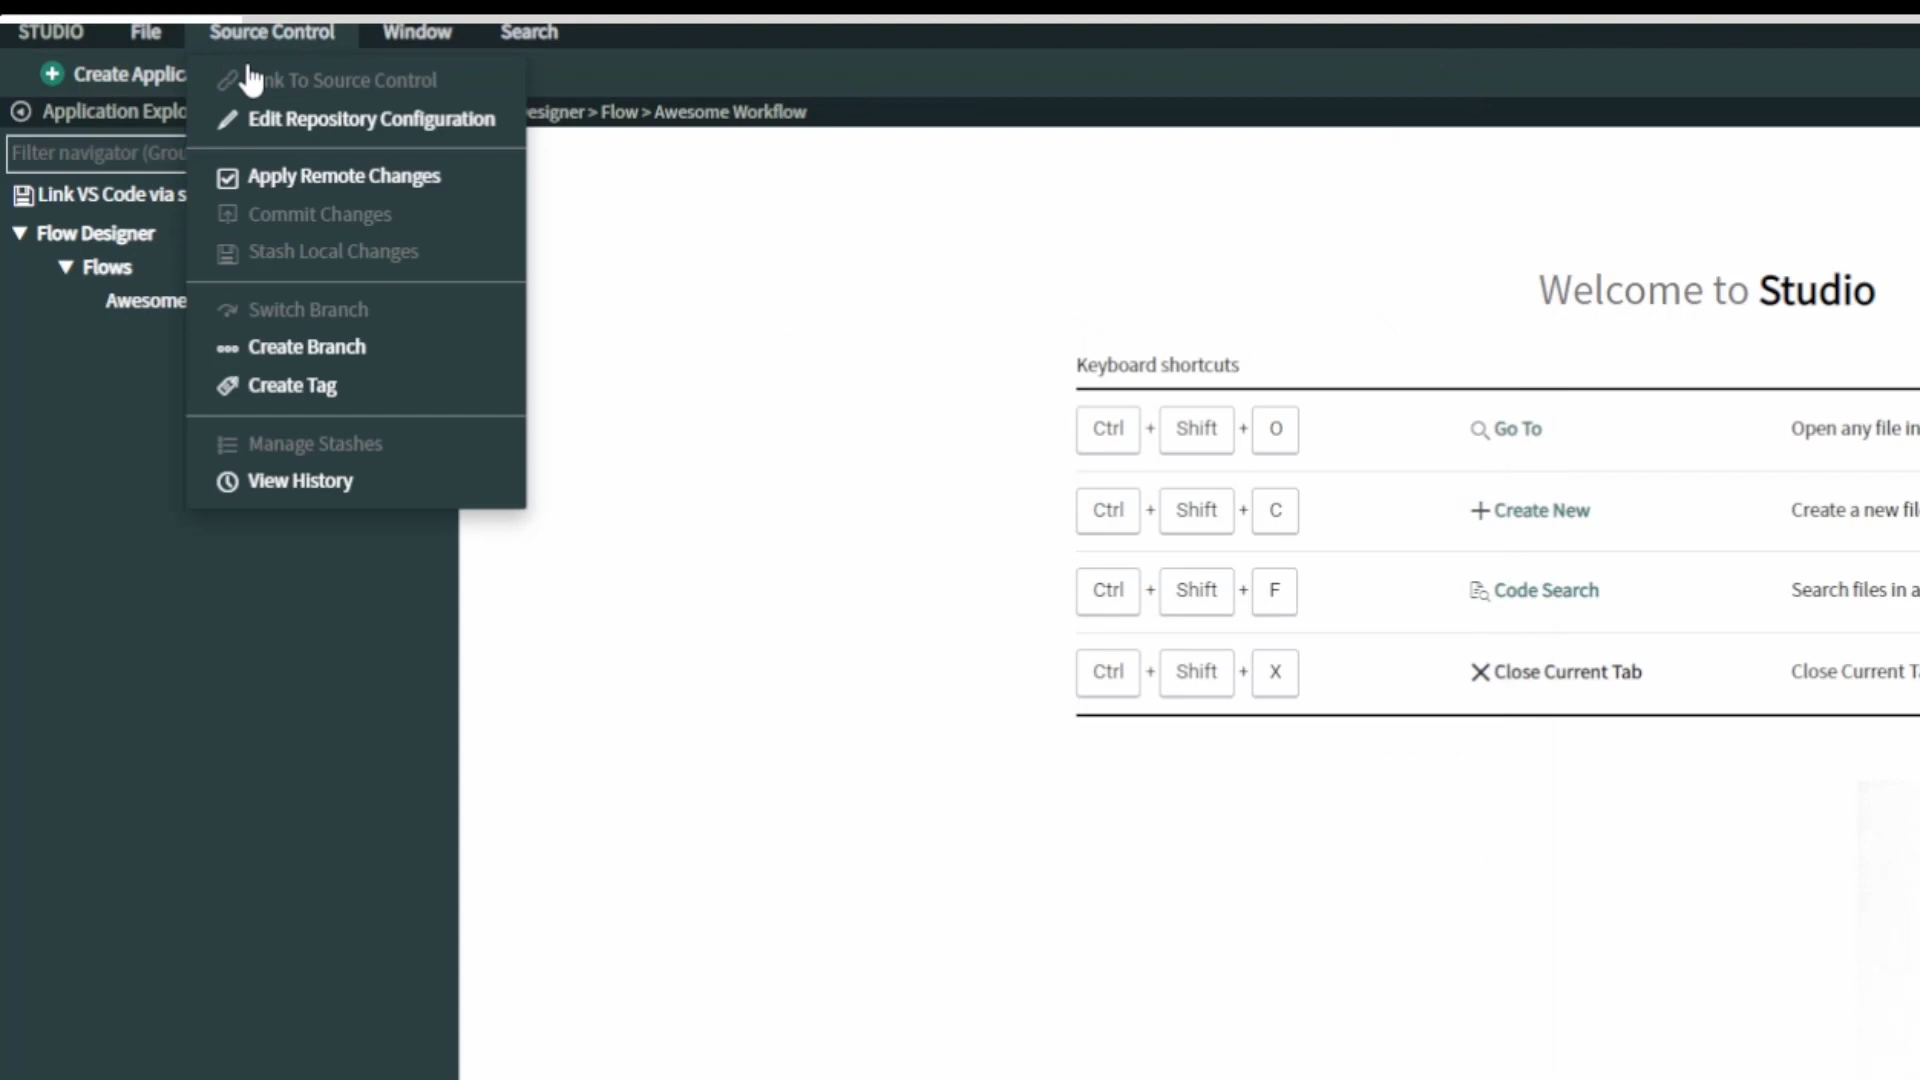 STUDIO File Source Control Window Search
Create Applic
Link To Source Control
Application Explo
Edit Repository Configuration
esigner > Flow > Awesome Workflow
Filter navigator (Grou
Apply Remote Changes
Link VS Code via s
Commit Changes
Flow Designer
Stash Local Changes
Flows
Awesome
Switch Branch
Create Branch
Create Tag
Manage Stashes
View History
Welcome to Studio
Keyboard shortcuts
Ctrl + Shift + O Go To Open any file in
Ctrl + Shift + C Create New Create a new fil
Ctrl + Shift + F Code Search Search files in a
Ctrl + Shift + X Close Current Tab Close Current Ta